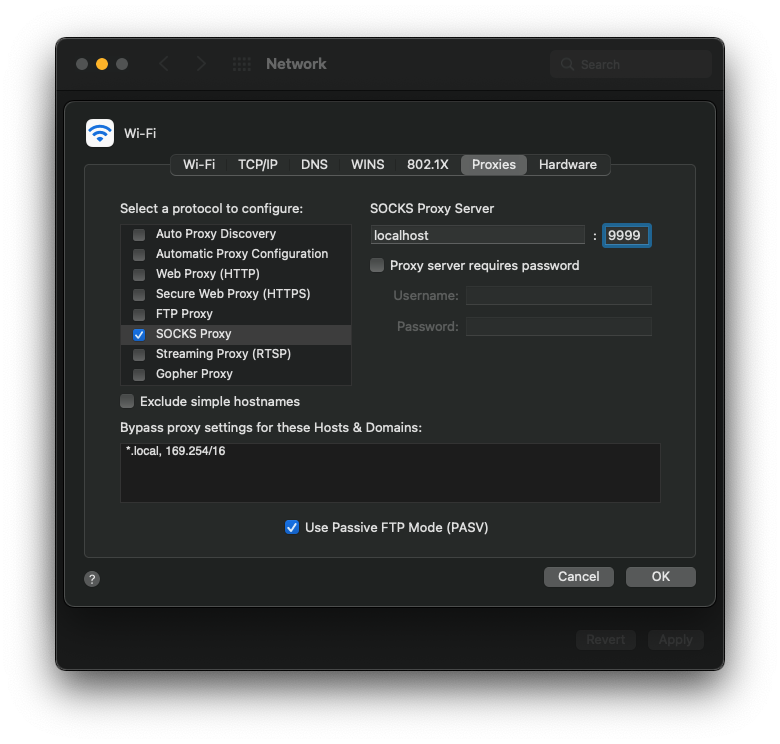 Network
Search
Wi-Fi
Wi-Fi TCP/IP DNS WINS 802.1X Proxies Hardware
Select a protocol to configure:
Auto Proxy Discovery
Automatic Proxy Configuration
Web Proxy (HTTP)
Secure Web Proxy (HTTPS)
FTP Proxy
SOCKS Proxy
Streaming Proxy (RTSP)
Gopher Proxy
SOCKS Proxy Server
localhost : 9999
Proxy server requires password
Username:
Password:
Exclude simple hostnames
Bypass proxy settings for these Hosts & Domains:
*.local, 169.254/16
Use Passive FTP Mode (PASV)
? Cancel OK
Revert Apply